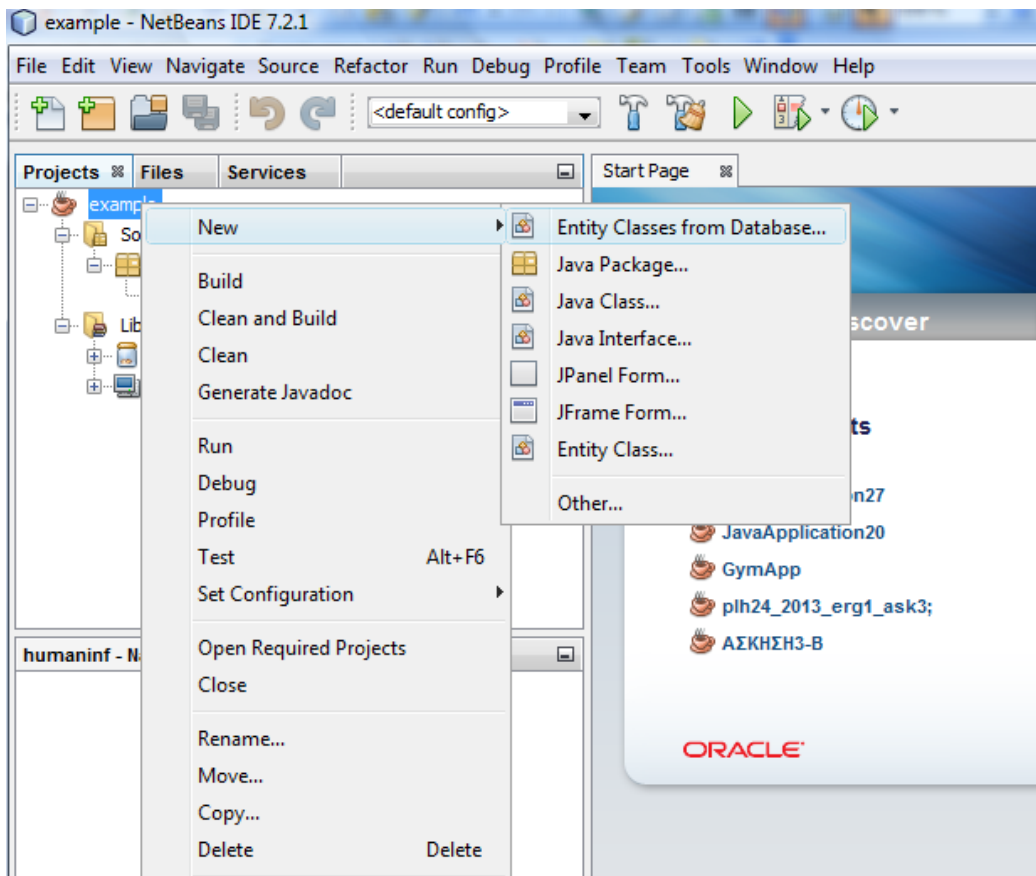 example - NetBeans IDE 7.2.1
File Edit View Navigate Source Refactor Run Debug Profile Team Tools Window Help
<default config>
Projects Files Services
Start Page
example
New
Entity Classes from Database...
So
Java Package...
Build
Java Class...
Clean and Build
Lib
scover
Java Interface...
Clean
JPanel Form...
Generate Javadoc
JFrame Form...
ts
Run
Entity Class...
Debug
Other...
n27
Profile
JavaApplication20
Test Alt+F6
GymApp
Set Configuration
plh24_2013_erg1_ask3;
humaninf - N
Open Required Projects
ΑΣΚΗΣΗ3-Β
Close
Rename...
ORACLE
Move...
Copy...
Delete Delete